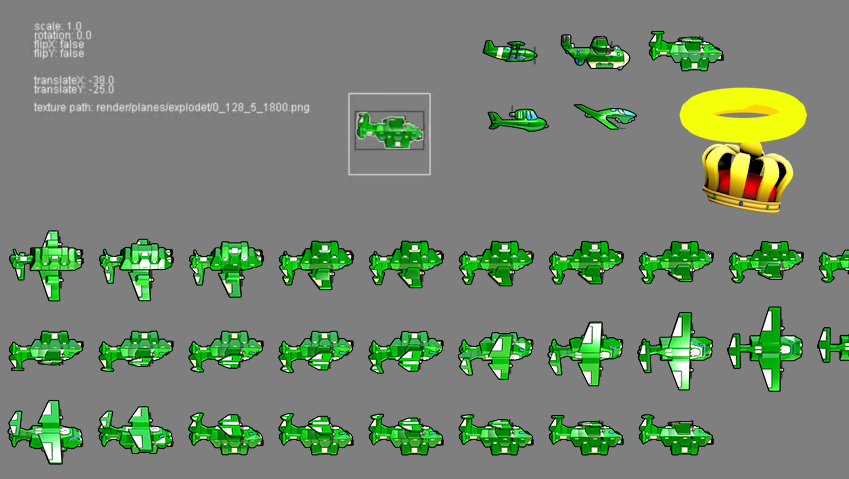 scale: 1.0
rotation: 0.0
flipX: false
flipY: false
translateX: -38.0
translateY: -25.0
texture path: render/planes/explodet/0_128_5_1800.png